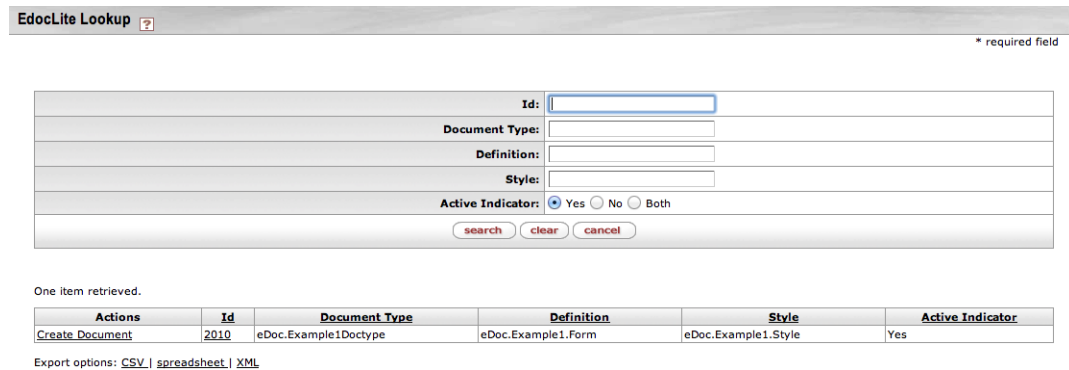 EdocLite Lookup ?
* required field
Id:
Document Type:
Definition:
Style:
Active Indicator: Yes No Both
search clear cancel
One item retrieved.
Actions Id Document Type Definition Style Active Indicator
Create Document 2010 eDoc.Example1Doctype eDoc.Example1.Form eDoc.Example1.Style Yes
Export options: CSV | spreadsheet | XML